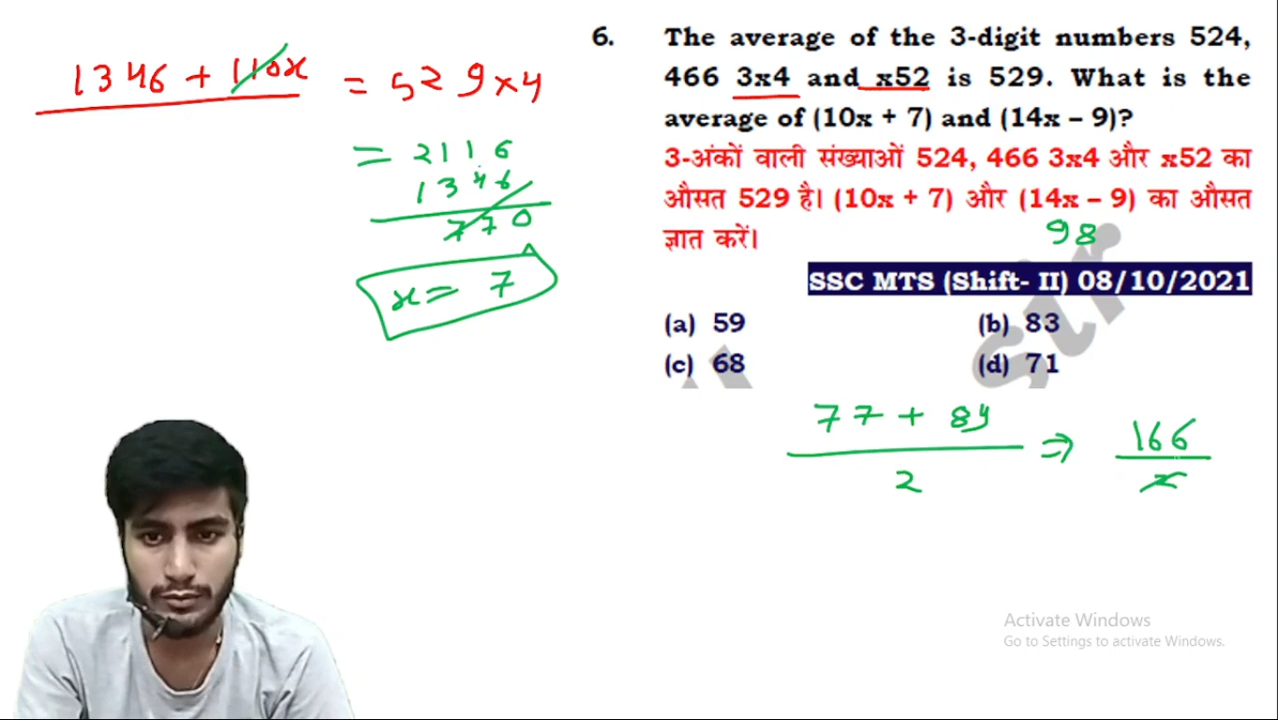 1346 + 110x = 529x4
= 2116
1346
770
x = 7
6. The average of the 3-digit numbers 524,
466 3x4 and x52 is 529. What is the
average of (10x + 7) and (14x – 9)?
3-अंकों वाली संख्याओं 524, 466 3x4 और x52 का
औसत 529 है। (10x + 7) और (14x – 9) का औसत
ज्ञात करें।
98
SSC MTS (Shift- II) 08/10/2021
(a) 59 (b) 83
(c) 68 (d) 71
sir
77 + 89
2
⇒ 166
2
Activate Windows
Go to Settings to activate Windows.